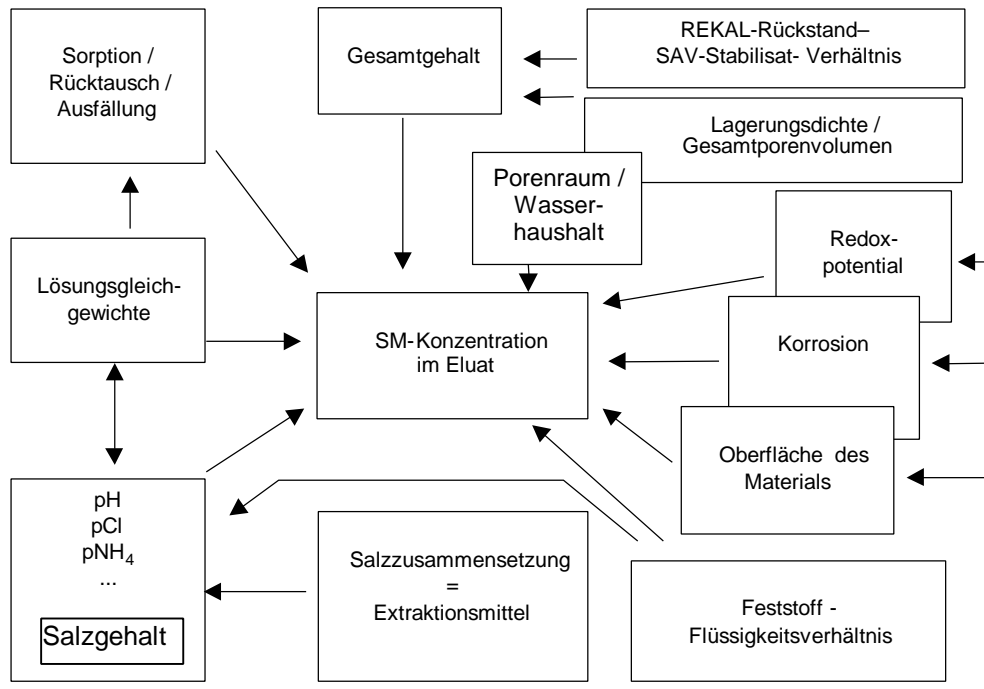 Sorption /
Rücktausch /
Ausfällung
Gesamtgehalt
REKAL-Rückstand–
SAV-Stabilisat- Verhältnis
Lagerungsdichte /
Gesamtporenvolumen
Porenraum /
Wasser-
haushalt
Redox-
potential
Lösungsgleich-
gewichte
SM-Konzentration
im Eluat
Korrosion
Oberfläche des
Materials
pH
pCl
pNH₄
...
Salzgehalt
Salzzusammensetzung
=
Extraktionsmittel
Feststoff -
Flüssigkeitsverhältnis